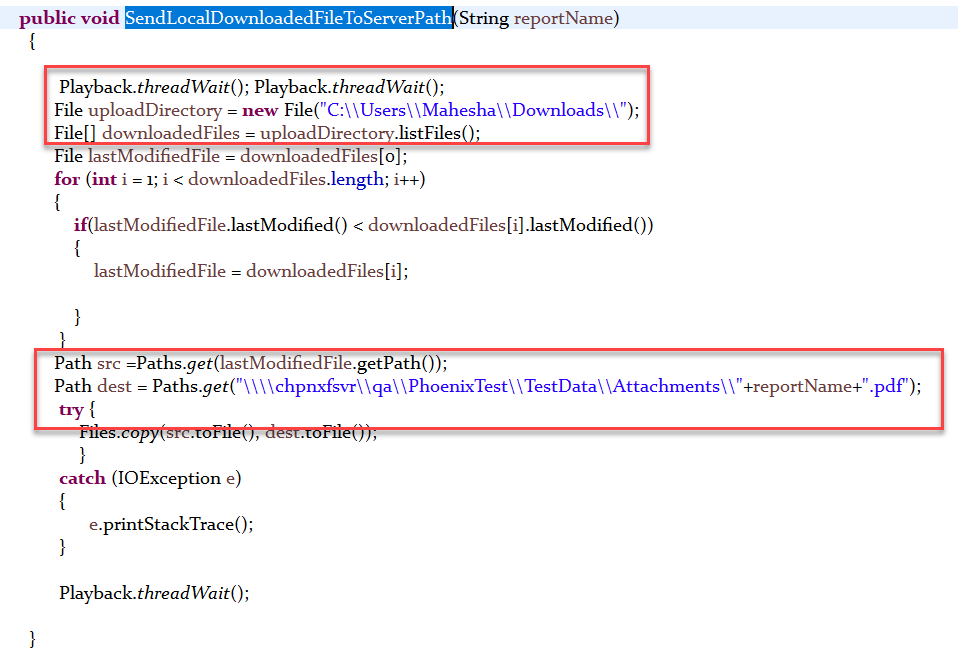 public void SendLocalDownloadedFileToServerPath(String reportName)
{
Playback.threadWait(); Playback.threadWait();
File uploadDirectory = new File("C:\\Users\\Mahesha\\Downloads\\");
File[] downloadedFiles = uploadDirectory.listFiles();
File lastModifiedFile = downloadedFiles[0];
for (int i = 1; i < downloadedFiles.length; i++)
{
if(lastModifiedFile.lastModified() < downloadedFiles[i].lastModified())
{
lastModifiedFile = downloadedFiles[i];
}
}
Path src =Paths.get(lastModifiedFile.getPath());
Path dest = Paths.get("\\\\chpnxfsvr\\qa\\PhoenixTest\\TestData\\Attachments\\"+reportName+".pdf");
try {
Files.copy(src.toFile(), dest.toFile());
}
catch (IOException e)
{
e.printStackTrace();
}
Playback.threadWait();
}